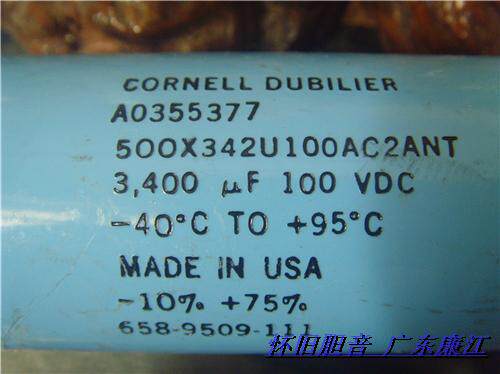 CORNELL DUBILIER
A0355377
500X342U100AC2ANT
3,400 µF 100 VDC
-40°C TO +95°C
MADE IN USA
-10% +75%
658-9509-111
怀旧胆音 广东廉江